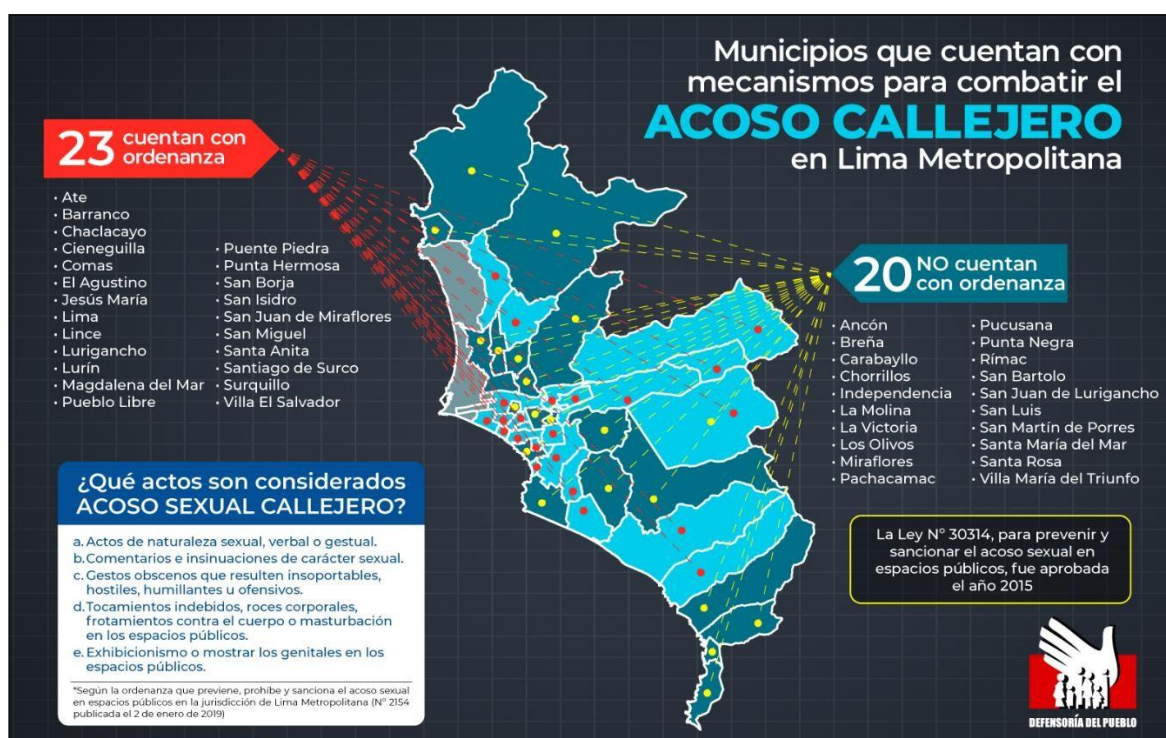 Municipios que cuentan con
mecanismos para combatir el
ACOSO CALLEJERO
en Lima Metropolitana
23 cuentan con
ordenanza
· Ate
· Barranco
· Chaclacayo
· Cieneguilla
· Comas
· El Agustino
· Jesús María
· Lima
· Lince
· Lurigancho
· Lurín
· Magdalena del Mar
· Pueblo Libre
· Puente Piedra
· Punta Hermosa
· San Borja
· San Isidro
· San Juan de Miraflores
· San Miguel
· Santa Anita
· Santiago de Surco
· Surquillo
· Villa El Salvador
20 NO cuentan
con ordenanza
· Ancón
· Breña
· Carabayllo
· Chorrillos
· Independencia
· La Molina
· La Victoria
· Los Olivos
· Miraflores
· Pachacamac
· Pucusana
· Punta Negra
· Rímac
· San Bartolo
· San Juan de Lurigancho
· San Luis
· San Martín de Porres
· Santa María del Mar
· Santa Rosa
· Villa María del Triunfo
¿Qué actos son considerados
ACOSO SEXUAL CALLEJERO?
a. Actos de naturaleza sexual, verbal o gestual.
b. Comentarios e insinuaciones de carácter sexual.
c. Gestos obscenos que resulten insoportables,
hostiles, humillantes u ofensivos.
d. Tocamientos indebidos, roces corporales,
frotamientos contra el cuerpo o masturbación
en los espacios públicos.
e. Exhibicionismo o mostrar los genitales en los
espacios públicos.
*Según la ordenanza que previene, prohíbe y sanciona el acoso sexual
en espacios públicos en la jurisdicción de Lima Metropolitana (Nº 2154
publicada el 2 de enero de 2019)
La Ley Nº 30314, para prevenir y
sancionar el acoso sexual en
espacios públicos, fue aprobada
el año 2015
DEFENSORÍA DEL PUEBLO